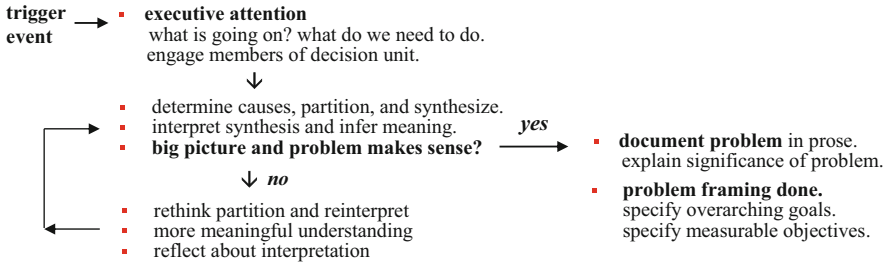 trigger
event
▪ executive attention
what is going on? what do we need to do.
engage members of decision unit.
▪ determine causes, partition, and synthesize.
▪ interpret synthesis and infer meaning.
▪ big picture and problem makes sense?
yes
▪ document problem in prose.
explain significance of problem.
▪ problem framing done.
specify overarching goals.
specify measurable objectives.
no
▪ rethink partition and reinterpret
▪ more meaningful understanding
▪ reflect about interpretation